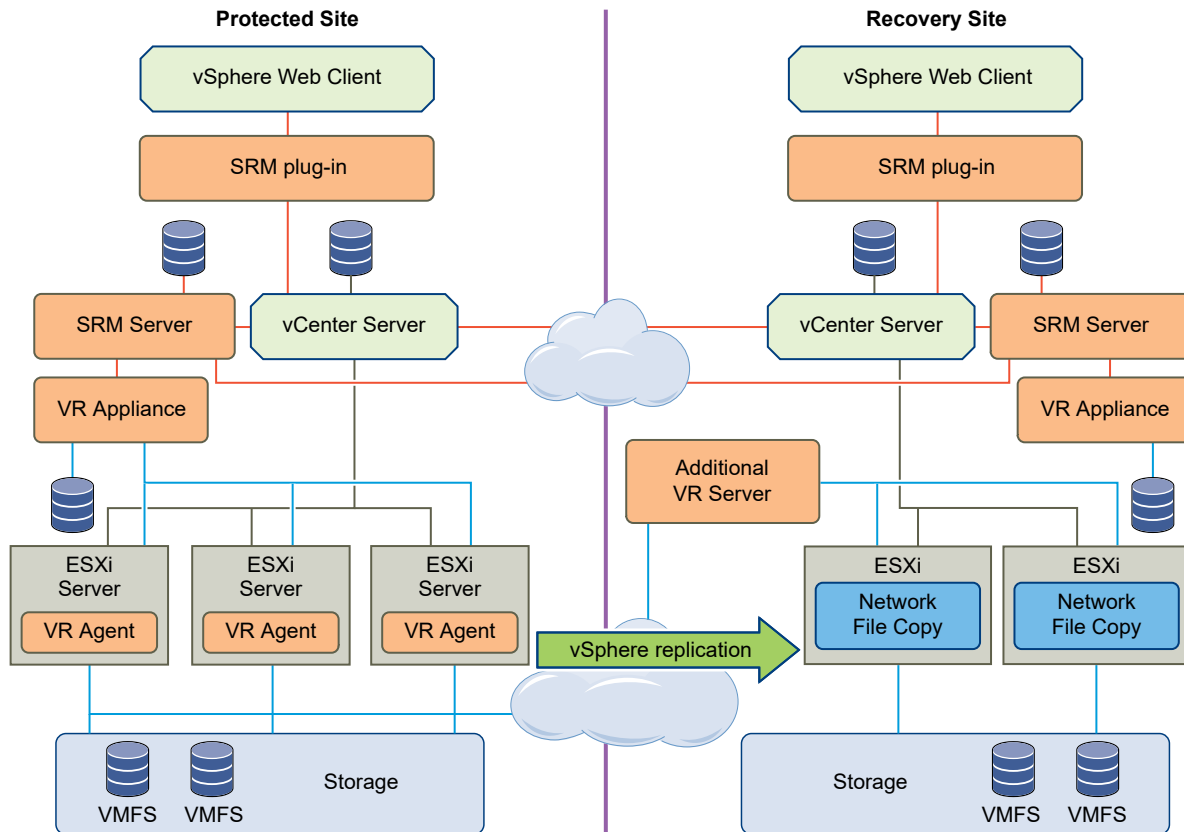 Protected Site
Recovery Site
vSphere Web Client
vSphere Web Client
SRM plug-in
SRM plug-in
SRM Server
vCenter Server
vCenter Server
SRM Server
VR Appliance
VR Appliance
Additional
VR Server
ESXi
Server
VR Agent
ESXi
Server
VR Agent
ESXi
Server
VR Agent
vSphere replication
ESXi
Network
File Copy
ESXi
Network
File Copy
VMFS
VMFS
Storage
Storage
VMFS
VMFS